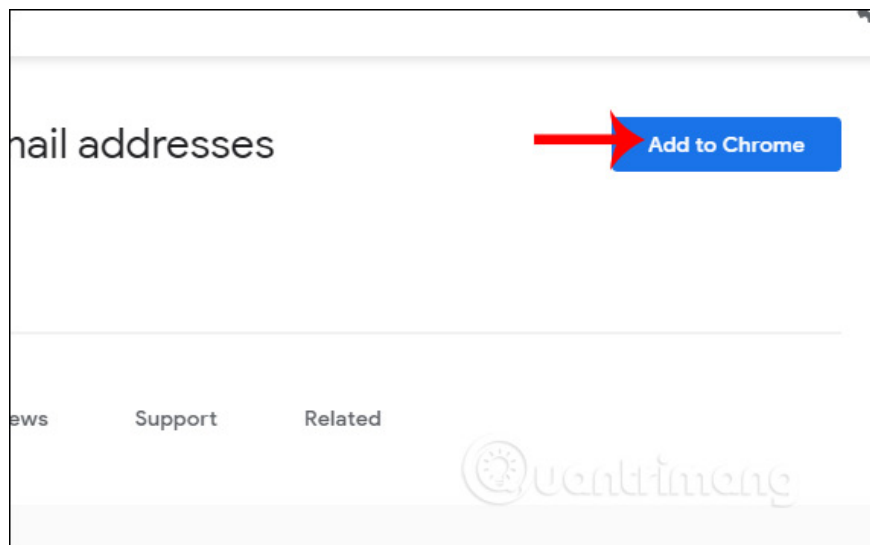 nail addresses
Add to Chrome
ews
Support
Related
Quantrimang